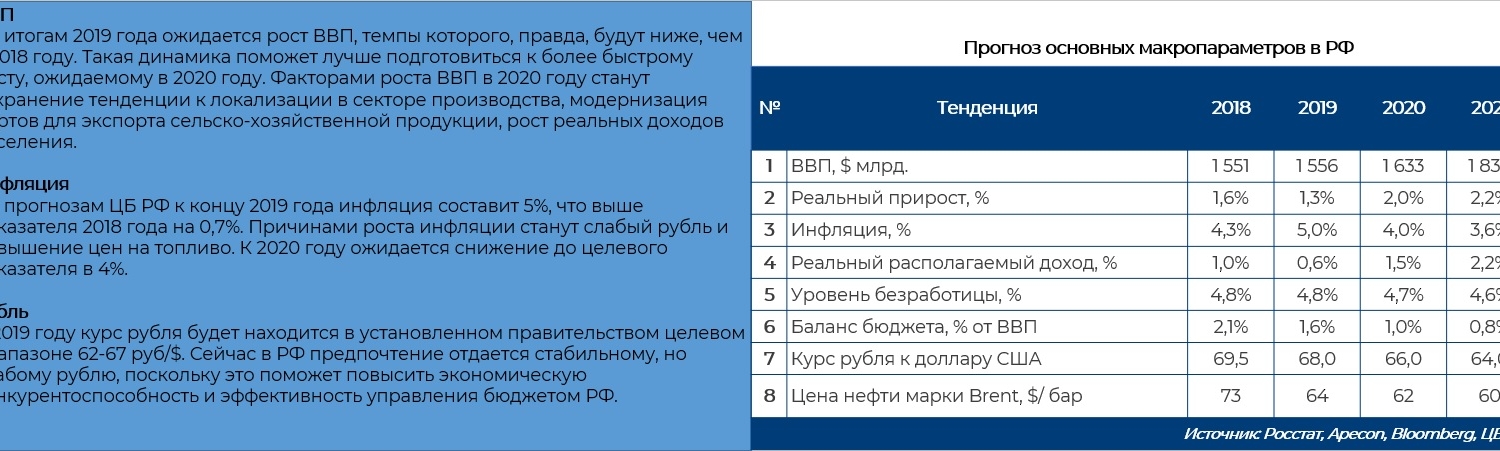 П
итогам 2019 года ожидается рост ВВП, темпы которого, правда, будут ниже, чем
018 году. Такая динамика поможет лучше подготовиться к более быстрому
сту, ожидаемому в 2020 году. Факторами роста ВВП в 2020 году станут
хранение тенденции к локализации в секторе производства, модернизация
отов для экспорта сельско-хозяйственной продукции, рост реальных доходов
селения.
фляция
прогнозам ЦБ РФ к концу 2019 года инфляция составит 5%, что выше
казателя 2018 года на 0,7%. Причинами роста инфляции станут слабый рубль и
вышение цен на топливо. К 2020 году ожидается снижение до целевого
казателя в 4%.
бль
2019 году курс рубля будет находится в установленном правительством целевом
апазоне 62-67 руб/$. Сейчас в РФ предпочтение отдается стабильному, но
абому рублю, поскольку это поможет повысить экономическую
нкурентоспособность и эффективность управления бюджетом РФ.
Прогноз основных макропараметров в РФ
№ Тенденция 2018 2019 2020 202
1 ВВП, $ млрд. 1 551 1 556 1 633 1 83
2 Реальный прирост, % 1,6% 1,3% 2,0% 2,2%
3 Инфляция, % 4,3% 5,0% 4,0% 3,6%
4 Реальный располагаемый доход, % 1,0% 0,6% 1,5% 2,2%
5 Уровень безработицы, % 4,8% 4,8% 4,7% 4,6%
6 Баланс бюджета, % от ВВП 2,1% 1,6% 1,0% 0,8%
7 Курс рубля к доллару США 69,5 68,0 66,0 64,0
8 Цена нефти марки Brent, $/ бар 73 64 62 60
Источник: Росстат, Apecon, Bloomberg, ЦБ